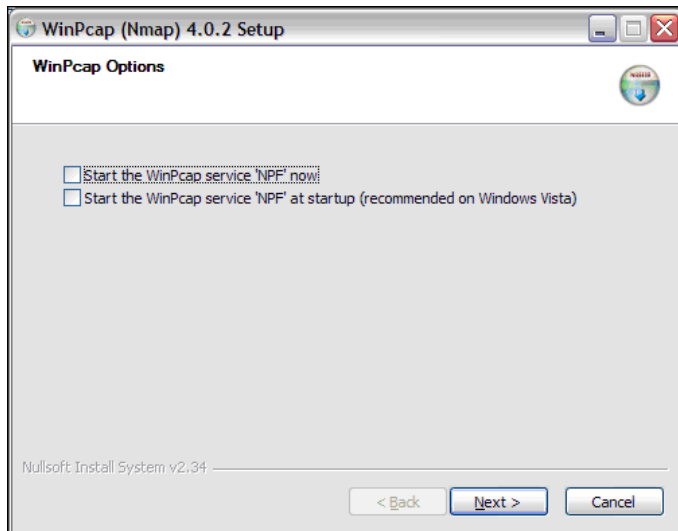 WinPcap (Nmap) 4.0.2 Setup
WinPcap Options
Start the WinPcap service 'NPF' now
Start the WinPcap service 'NPF' at startup (recommended on Windows Vista)
Nullsoft Install System v2.34
< Back
Next >
Cancel